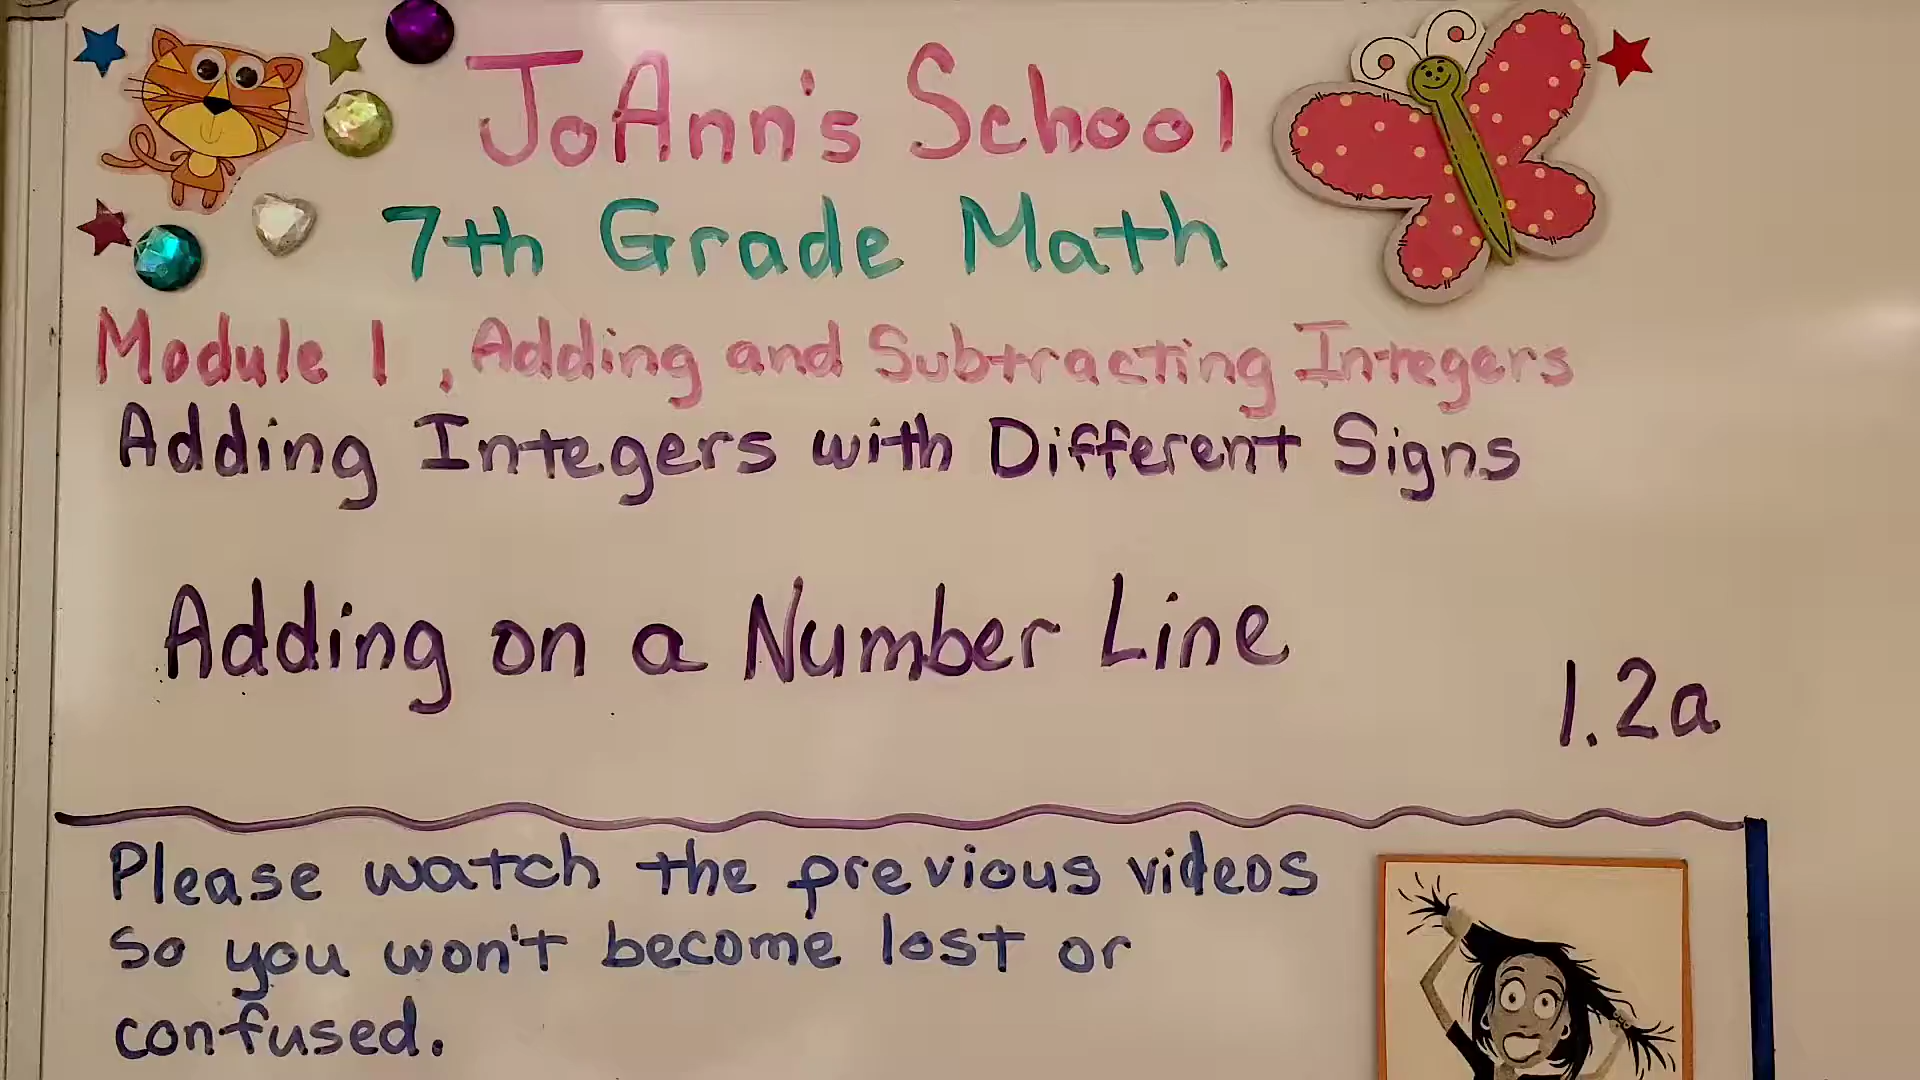 JoAnn's School
7th Grade Math
Module 1, Adding and Subtracting Integers
Adding Integers with Different Signs
Adding on a Number Line
1.2a
Please watch the previous videos
so you won't become lost or
confused.